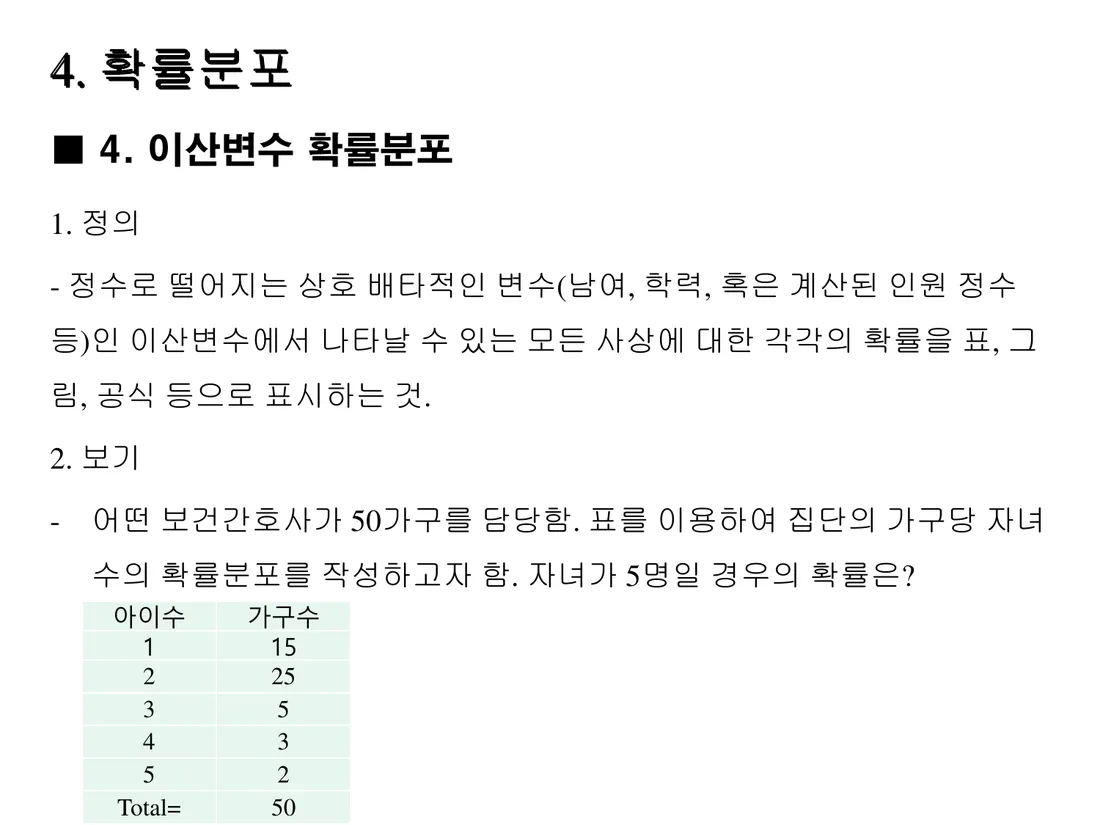 4. 확률분포
■ 4. 이산변수 확률분포
1. 정의
- 정수로 떨어지는 상호 배타적인 변수(남여, 학력, 혹은 계산된 인원 정수
등)인 이산변수에서 나타날 수 있는 모든 사상에 대한 각각의 확률을 표, 그
림, 공식 등으로 표시하는 것.
2. 보기
- 어떤 보건간호사가 50가구를 담당함. 표를 이용하여 집단의 가구당 자녀
수의 확률분포를 작성하고자 함. 자녀가 5명일 경우의 확률은?
아이수 가구수
1 15
2 25
3 5
4 3
5 2
Total= 50